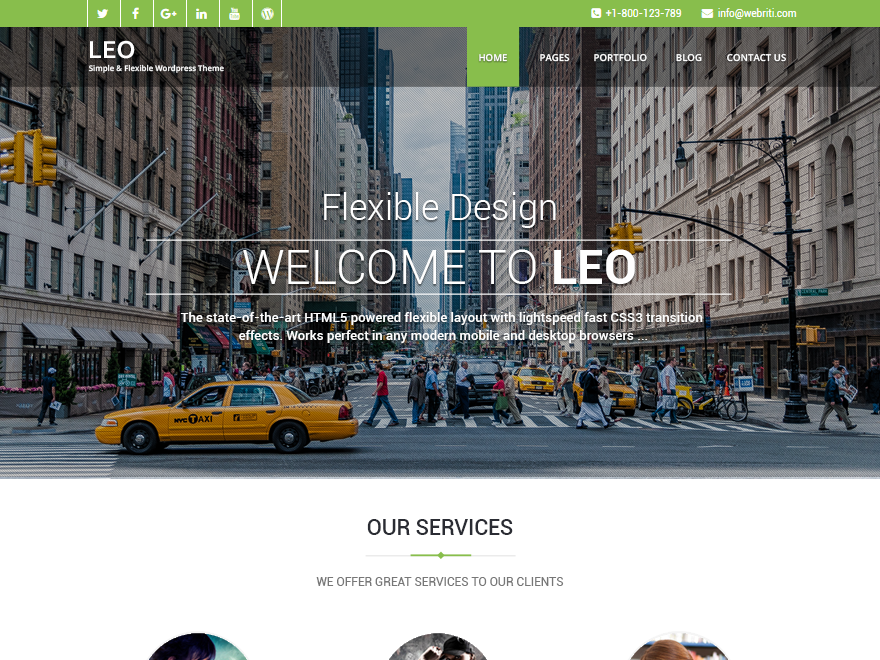 +1-800-123-789 info@webriti.com
LEO
Simple & Flexible Wordpress Theme
HOME PAGES PORTFOLIO BLOG CONTACT US
Flexible Design
WELCOME TO LEO
The state-of-the-art HTML5 powered flexible layout with lightspeed fast CSS3 transition
effects. Works perfect in any modern mobile and desktop browsers ...
NYC TAXI
OUR SERVICES
WE OFFER GREAT SERVICES TO OUR CLIENTS